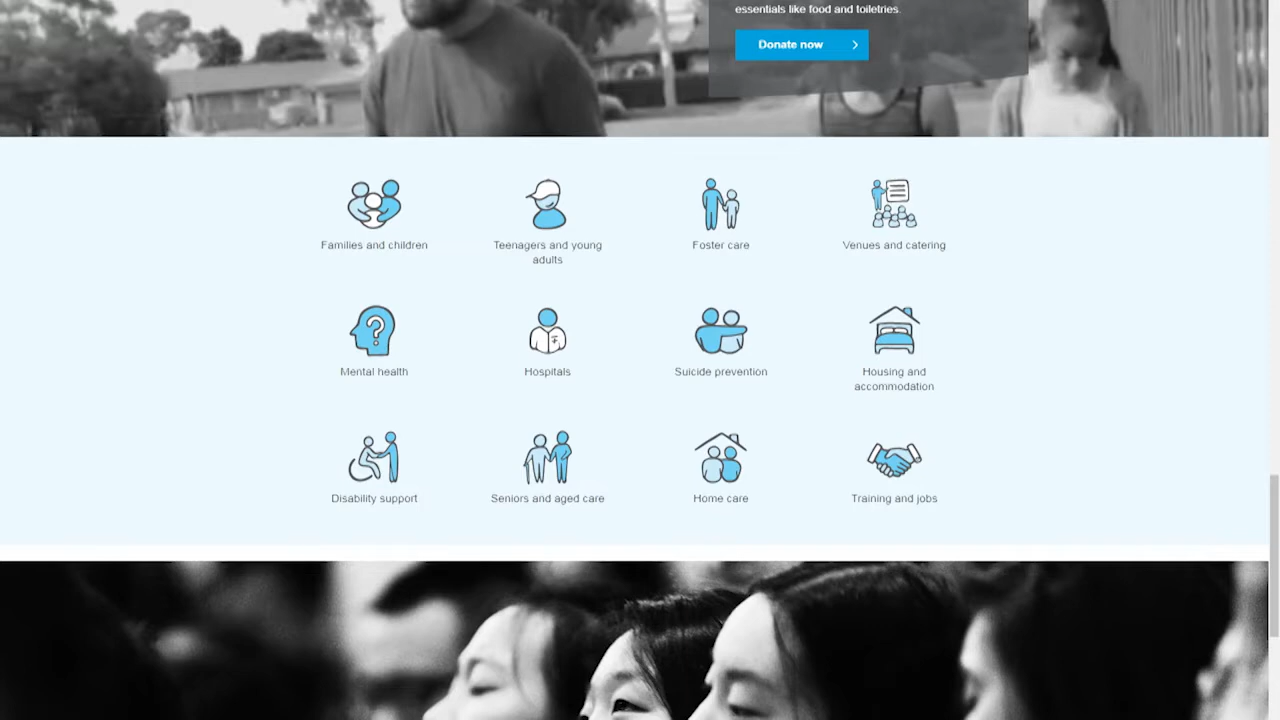 essentials like food and toiletries.
Donate now
Families and children
Teenagers and young
adults
Foster care
Venues and catering
Mental health
Hospitals
Suicide prevention
Housing and
accommodation
Disability support
Seniors and aged care
Home care
Training and jobs